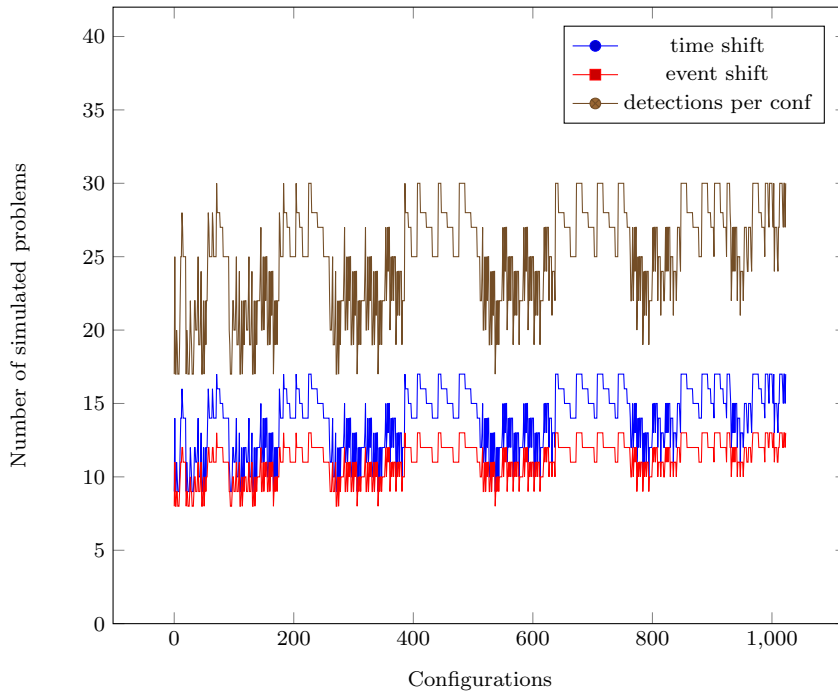 40
35
30
25
20
15
10
5
0
0 200 400 600 800 1,000
Number of simulated problems
Configurations
time shift
event shift
detections per conf